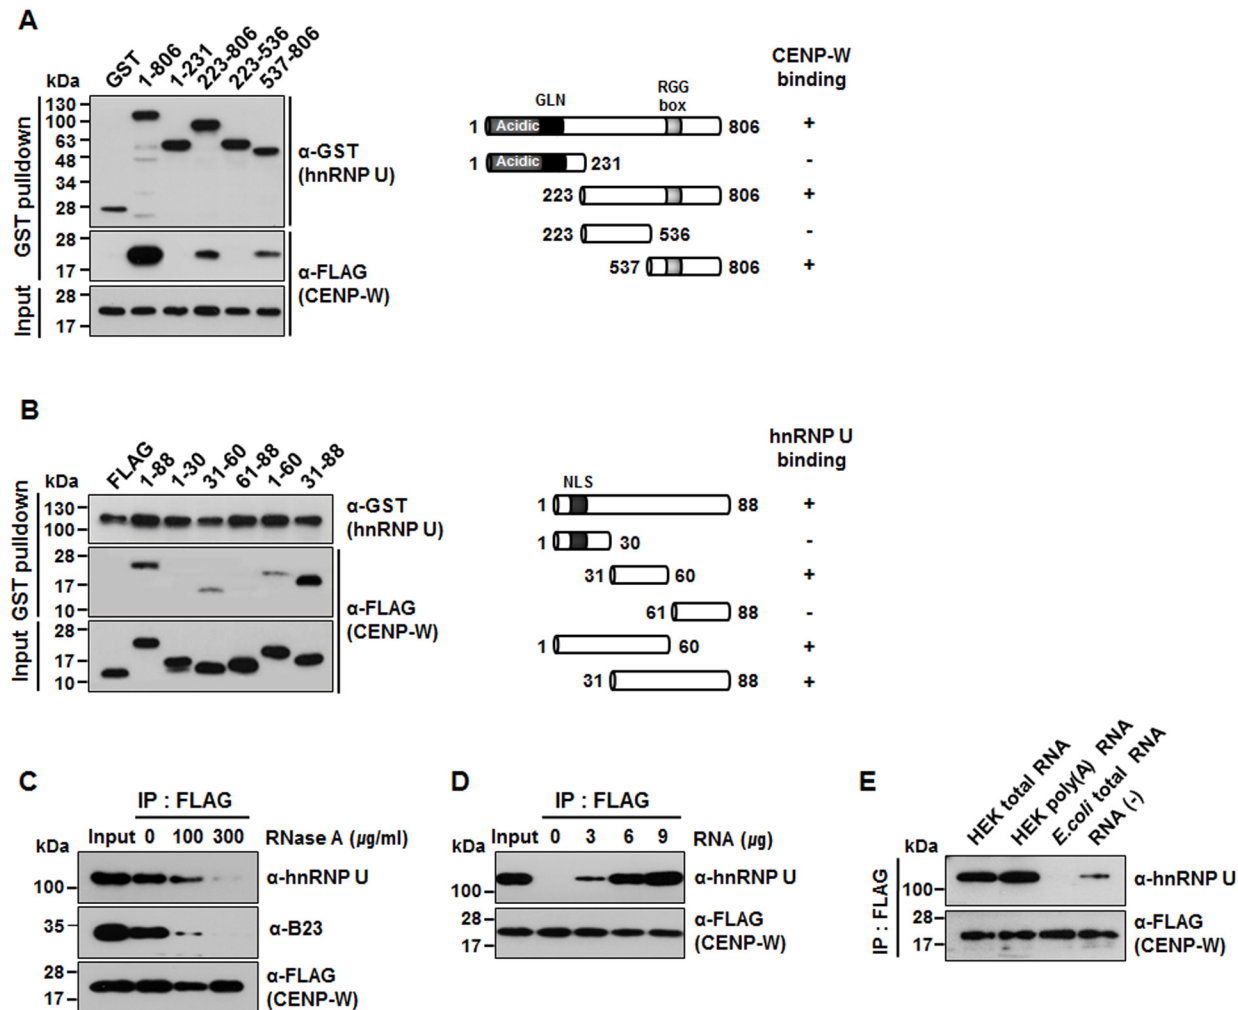 A
kDa
GST
1-806
1-231
223-806
223-536
537-806
GST pulldown
Input
130
100
63
48
34
28
28
17
28
17
α-GST
(hnRNP U)
α-FLAG
(CENP-W)
CENP-W
binding
GLN
RGG
box
1 Acidic 806 +
1 Acidic 231 -
223 806 +
223 536 -
537 806 +
B
kDa
FLAG
1-88
1-30
31-60
61-88
1-60
31-88
GST pulldown
Input
130
100
28
17
10
28
17
10
α-GST
(hnRNP U)
α-FLAG
(CENP-W)
hnRNP U
binding
NLS
1 88 +
1 30 -
31 60 +
61 88 -
1 60 +
31 88 +
C
IP : FLAG
Input 0 100 300 RNase A (μg/ml)
kDa
100
α-hnRNP U
35
α-B23
28
17
α-FLAG
(CENP-W)
D
IP : FLAG
Input 0 3 6 9 RNA (μg)
kDa
100
α-hnRNP U
28
17
α-FLAG
(CENP-W)
E
HEK total RNA
HEK poly(A) RNA
E.coli total RNA
RNA (-)
kDa
IP : FLAG
100
α-hnRNP U
28
17
α-FLAG
(CENP-W)